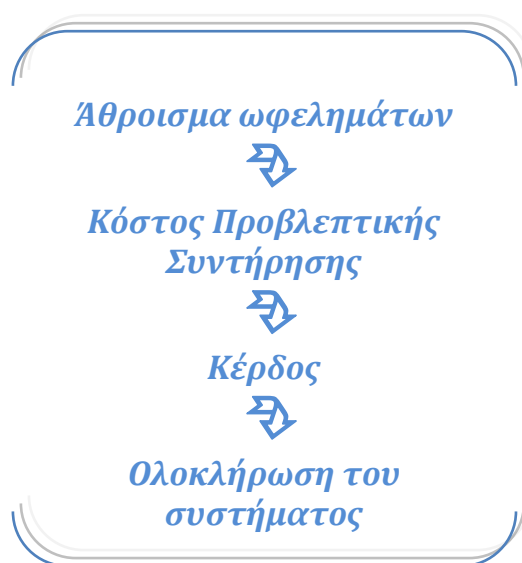 Άθροισμα ωφελημάτων
Κόστος Προβλεπτικής
Συντήρησης
Κέρδος
Ολοκλήρωση του
συστήματος